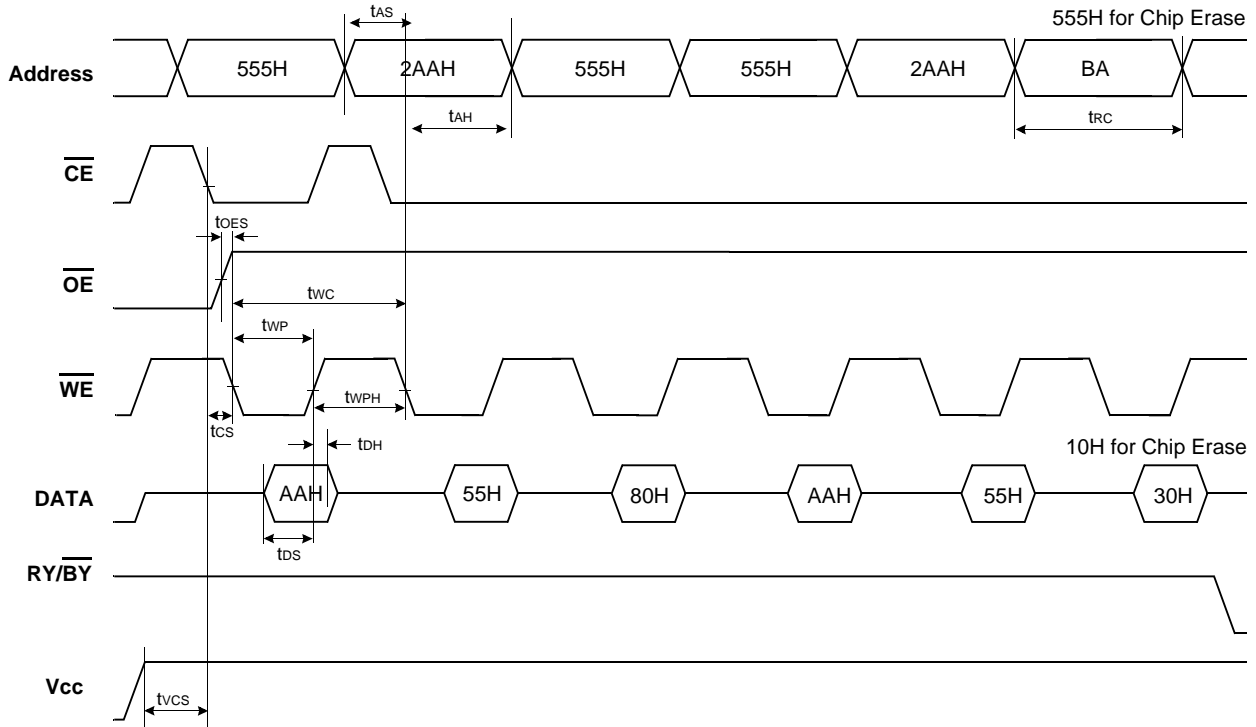 tAS
555H for Chip Erase
Address 555H 2AAH 555H 555H 2AAH BA
tAH tRC
CE
tOES
OE
tWC
tWP
WE
tWPH
tCS
tDH
10H for Chip Erase
DATA AAH 55H 80H AAH 55H 30H
tDS
RY/BY
Vcc
tVCS